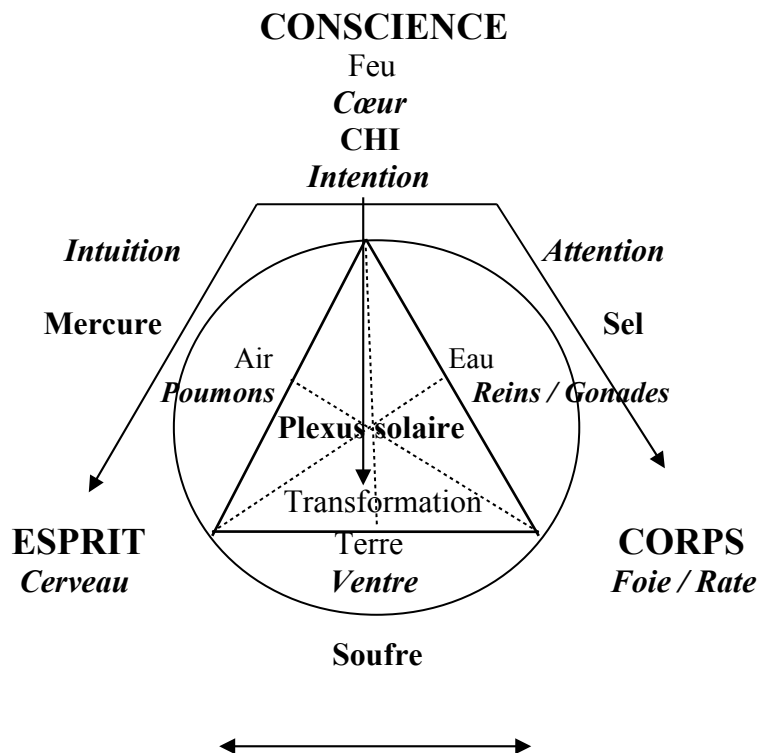 CONSCIENCE
Feu
Cœur
CHI
Intention
Intuition
Attention
Mercure
Sel
Air
Eau
Poumons
Reins / Gonades
Plexus solaire
Transformation
ESPRIT
Terre
CORPS
Cerveau
Ventre
Foie / Rate
Soufre